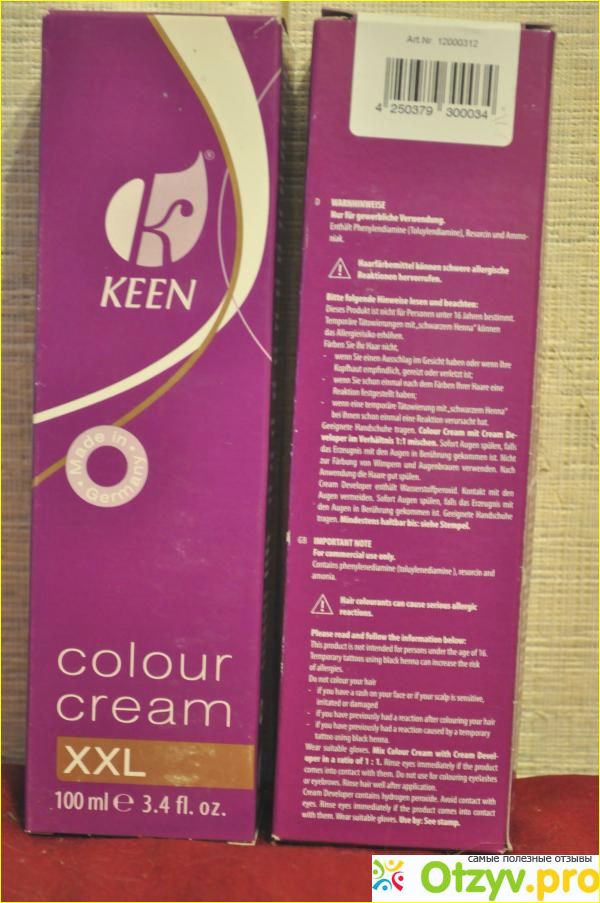 KEEN
®
Made in Germany
colour
cream
XXL
100 ml ℮ 3.4 fl. oz.
Art.Nr. 12000312
4 250379 300034
D WARNHINWEISE
Nur für gewerbliche Verwendung.
Enthält Phenylendiamine (Toluylendiamine), Resorcin und Ammo-
niak.
Haarfärbemittel können schwere allergische
Reaktionen hervorrufen.
Bitte folgende Hinweise lesen und beachten:
Dieses Produkt ist nicht für Personen unter 16 Jahren bestimmt.
Temporäre Tätowierungen mit „schwarzem Henna" können
das Allergierisiko erhöhen.
Färben Sie Ihr Haar nicht,
- wenn Sie einen Ausschlag im Gesicht haben oder wenn Ihre
Kopfhaut empfindlich, gereizt oder verletzt ist;
- wenn Sie schon einmal nach dem Färben Ihrer Haare eine
Reaktion festgestellt haben;
- wenn eine temporäre Tätowierung mit „schwarzem Henna"
bei Ihnen schon einmal eine Reaktion verursacht hat.
Geeignete Handschuhe tragen. Colour Cream mit Cream De-
veloper im Verhältnis 1:1 mischen. Sofort Augen spülen, falls
das Erzeugnis mit den Augen in Berührung gekommen ist. Nicht
zur Färbung von Wimpern und Augenbrauen verwenden. Nach
Anwendung die Haare gut spülen.
Cream Developer enthält Wasserstoffperoxid. Kontakt mit den
Augen vermeiden. Sofort Augen spülen, falls das Erzeugnis mit
den Augen in Berührung gekommen ist. Geeignete Handschuhe
tragen. Mindestens haltbar bis: siehe Stempel.
GB IMPORTANT NOTE
For commercial use only.
Contains phenylenediamine (toluylenediamine ), resorcin and
amonia.
Hair colourants can cause serious allergic
reactions.
Please read and follow the information below:
This product is not intended for persons under the age of 16.
Temporary tattoos using black henna can increase the risk
of allergies.
Do not colour your hair
- if you have a rash on your face or if your scalp is sensitive,
irritated or damaged
- if you have previously had a reaction after colouring your hair
- if you have previously had a reaction caused by a temporary
tattoo using black henna.
Wear suitable gloves. Mix Colour Cream with Cream Devel-
oper in a ratio of 1 : 1. Rinse eyes immediately if the product
comes into contact with them. Do not use for colouring eyelashes
or eyebrows. Rinse hair well after application.
Cream Developer contains hydrogen peroxide. Avoid contact with
eyes. Rinse eyes immediately if the product comes into contact
with them. Wear suitable gloves. Use by: See stamp.
самые полезные отзывы
Otzyv.pro